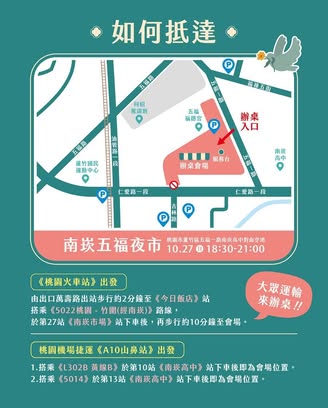 如何抵達
五福路
南崁路一段
五福
福德宮
辦桌
入口
服務台
辦桌會場
蘆竹國民
運動中心
南崁
高中
仁愛路一段
仁愛路一段
吉林路
南崁五福夜市
桃園市蘆竹區五福一路南崁高中對面空地
10.27 18:30-21:00
《桃園火車站》出發
大眾運輸
來辦桌!!
由出口萬壽路出站步行約2分鐘至《今日飯店》站
搭乘《5022桃園 - 竹圍(經南崁)》路線,
於第27站《南崁市場》站下車後,再步行約10分鐘至會場。
桃園機場捷運《A10山鼻站》出發
1.搭乘《L302B 黃線B》於第10站《南崁高中》站下車後即為會場位置。
2.搭乘《5014》於第13站《南崁高中》站下車後即為會場位置。